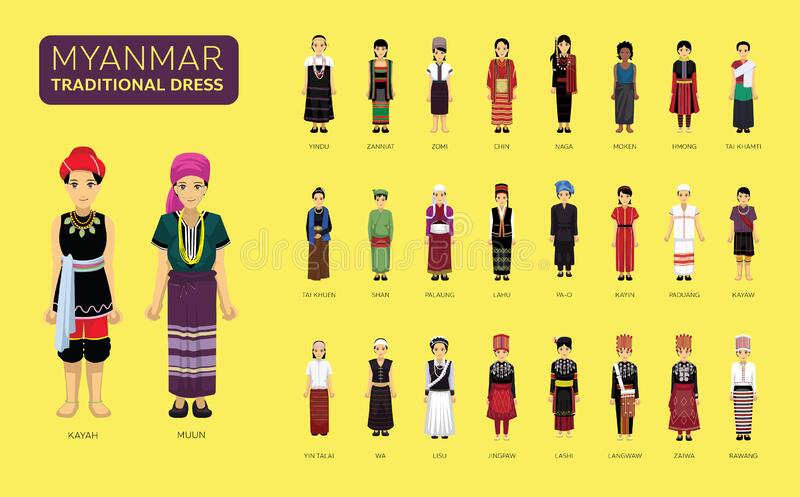 MYANMAR
TRADITIONAL DRESS
YINDU ZANNIAT ZOMI CHIN NAGA MOKEN HMONG TAI KHAMTI
TAI KHUEN SHAN PALAUNG LAHU PA-O KAYIN PADUANG KAYAW
KAYAH MUUN
YIN TALAI WA LISU JINGPAW LASHI LANGWAW ZAIWA RAWANG
dreamstime